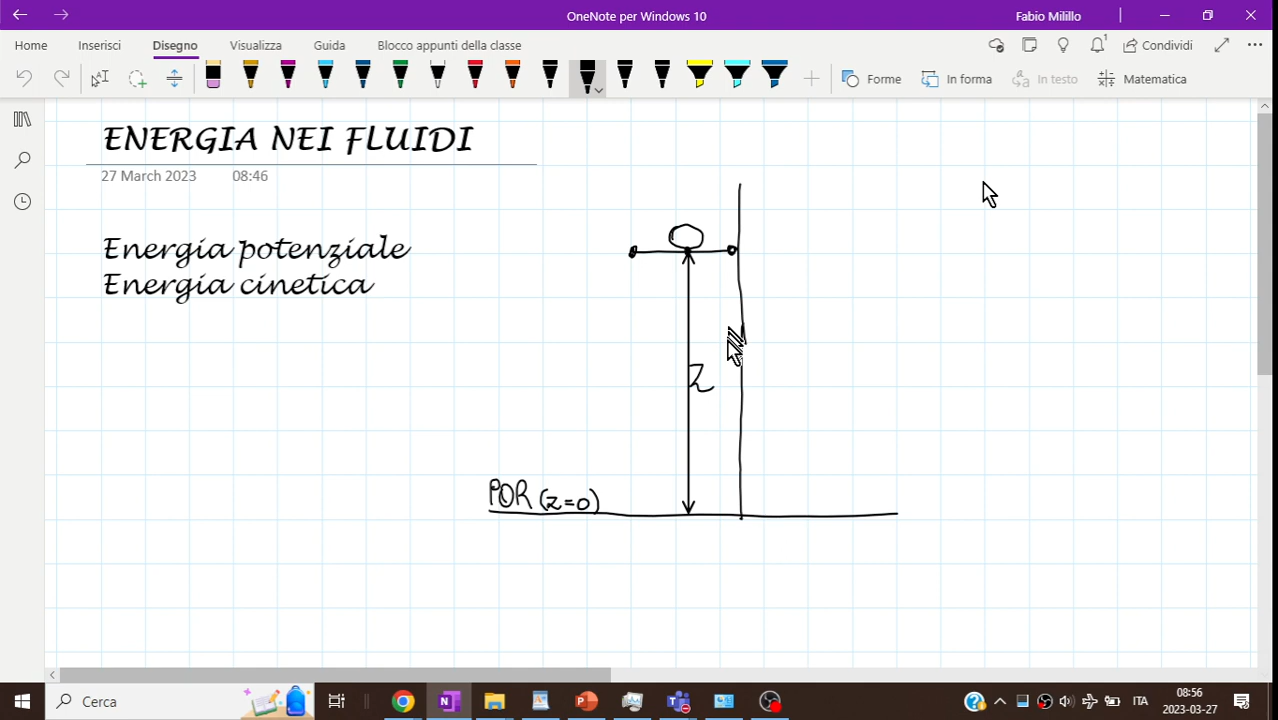 OneNote per Windows 10
Fabio Milillo
Home Inserisci Disegno Visualizza Guida Blocco appunti della classe
Condividi
Forme In forma In testo Matematica
ENERGIA NEI FLUIDI
27 March 2023 08:46
Energia potenziale
Energia cinetica
Z
POR (z=0)
Cerca
ITA
08:56
2023-03-27